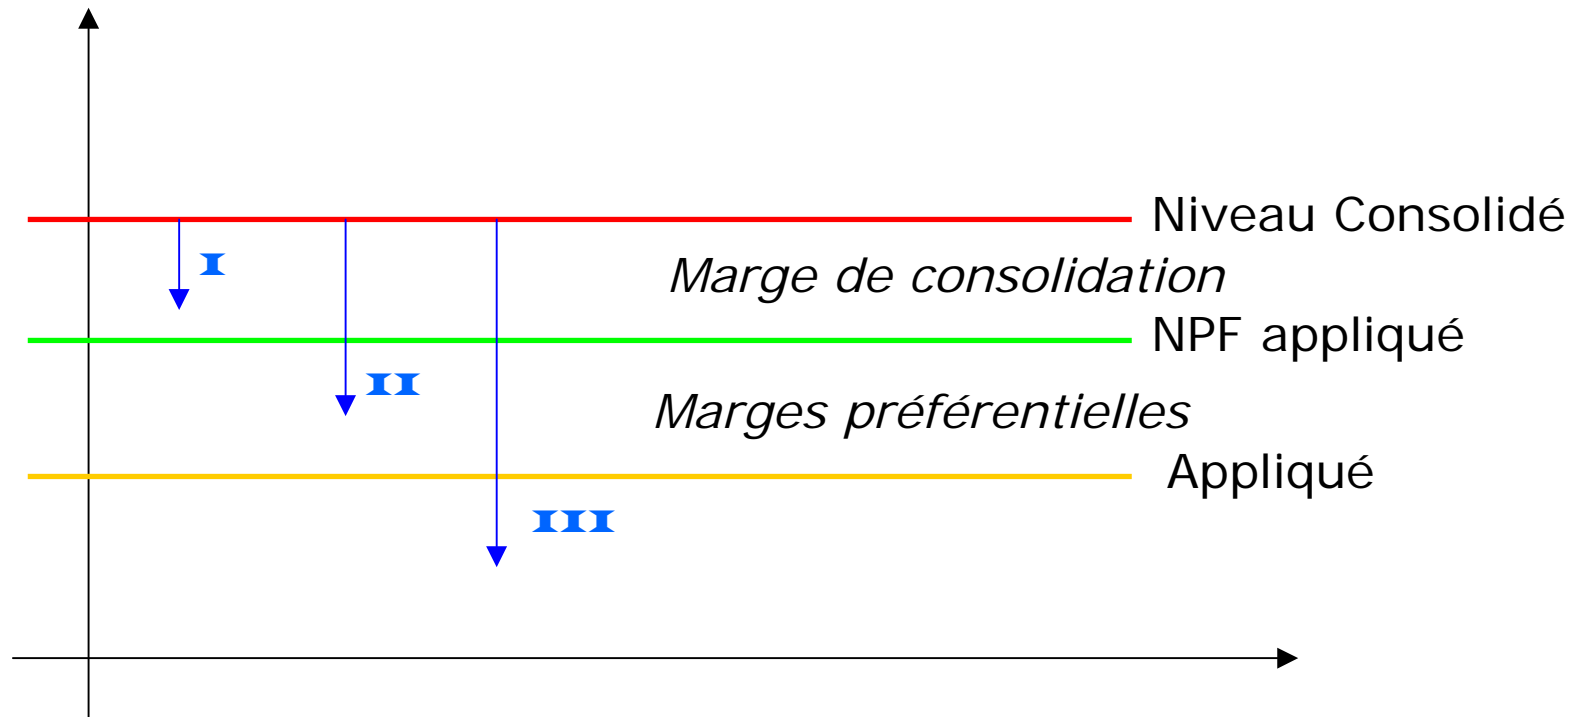 Niveau Consolidé
I
Marge de consolidation
NPF appliqué
II
Marges préférentielles
Appliqué
III